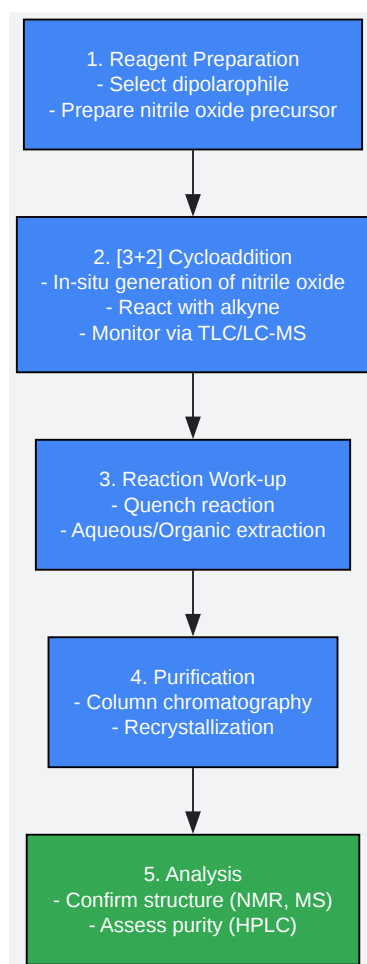 1. Reagent Preparation
- Select dipolarophile
- Prepare nitrile oxide precursor
2. [3+2] Cycloaddition
- In-situ generation of nitrile oxide
- React with alkyne
- Monitor via TLC/LC-MS
3. Reaction Work-up
- Quench reaction
- Aqueous/Organic extraction
4. Purification
- Column chromatography
- Recrystallization
5. Analysis
- Confirm structure (NMR, MS)
- Assess purity (HPLC)